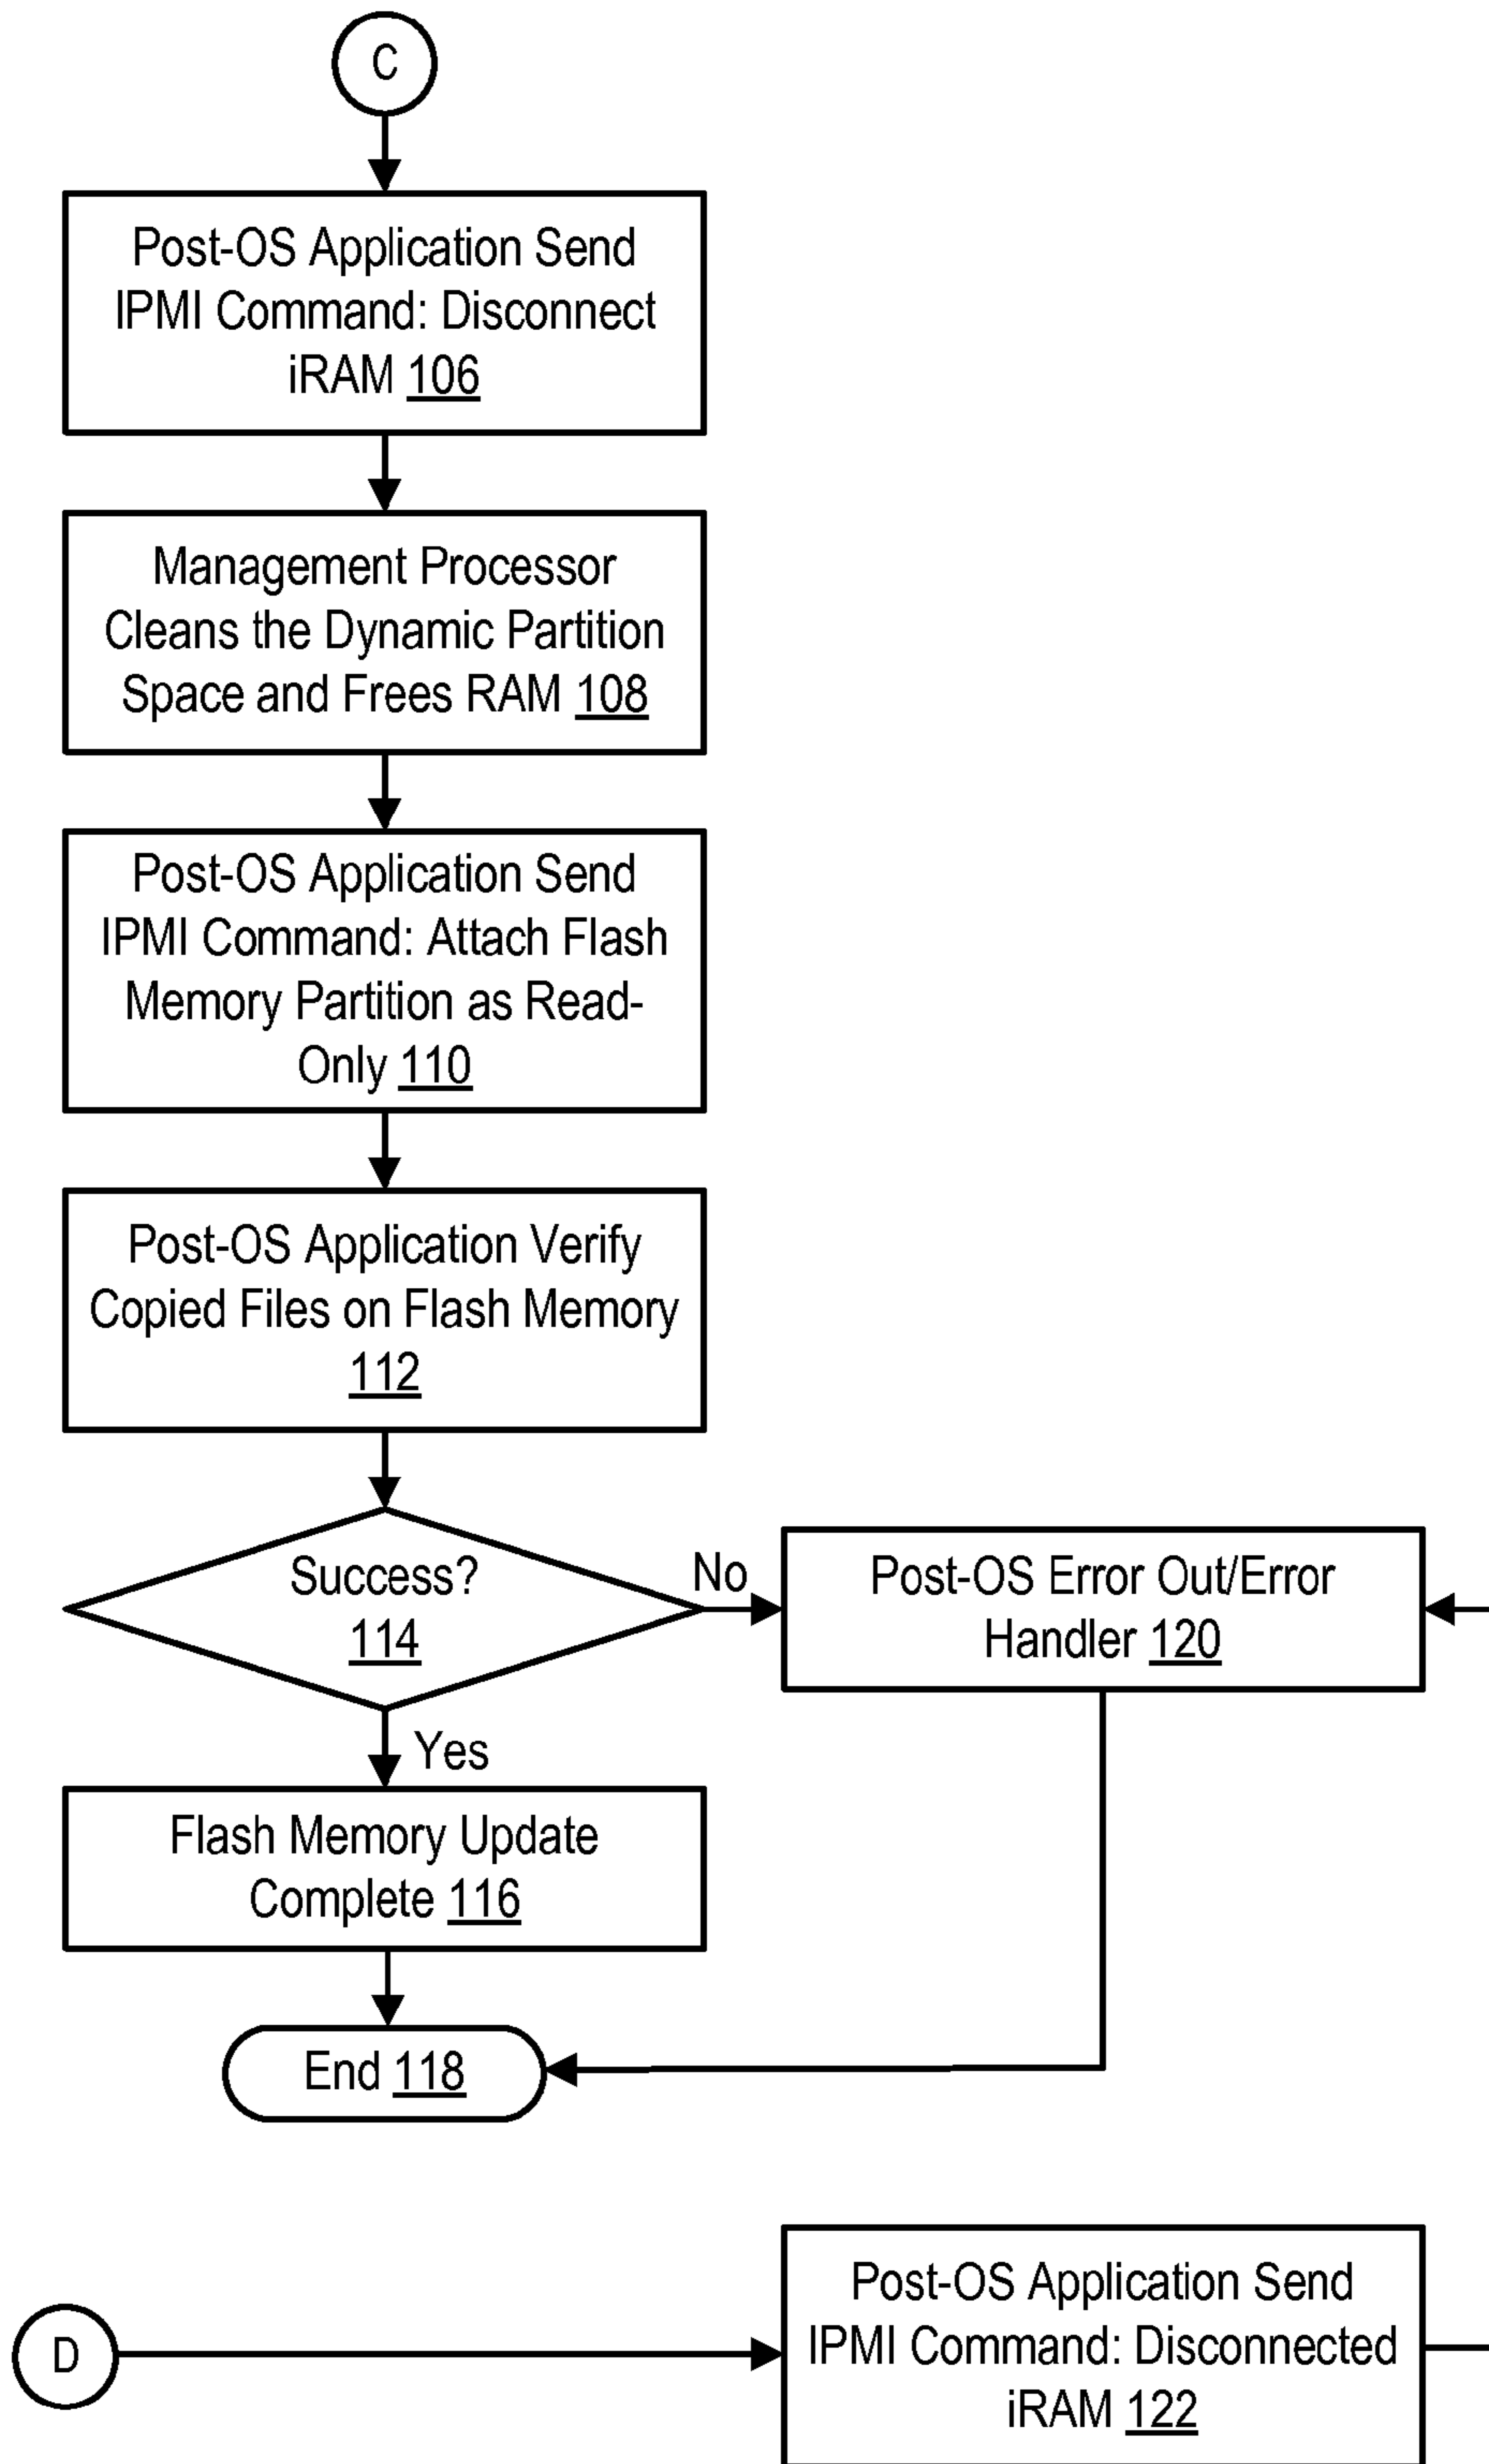 C
Post-OS Application Send
IPMI Command: Disconnect
iRAM 106
Management Processor
Cleans the Dynamic Partition
Space and Frees RAM 108
Post-OS Application Send
IPMI Command: Attach Flash
Memory Partition as Read-
Only 110
Post-OS Application Verify
Copied Files on Flash Memory
112
Success?
114
No
Post-OS Error Out/Error
Handler 120
Yes
Flash Memory Update
Complete 116
End 118
D
Post-OS Application Send
IPMI Command: Disconnected
iRAM 122